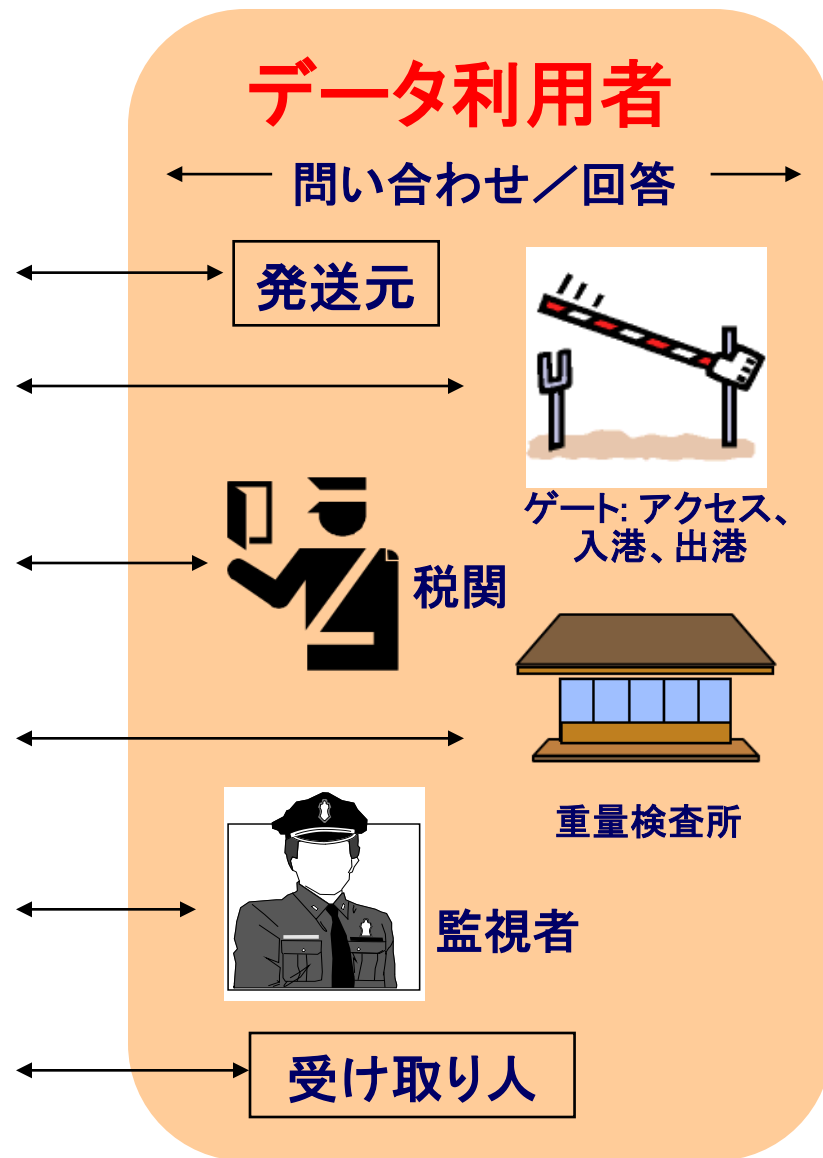 データ利用者
問い合わせ／回答
発送元
ゲート: アクセス、
入港、出港
税関
重量検査所
監視者
受け取り人